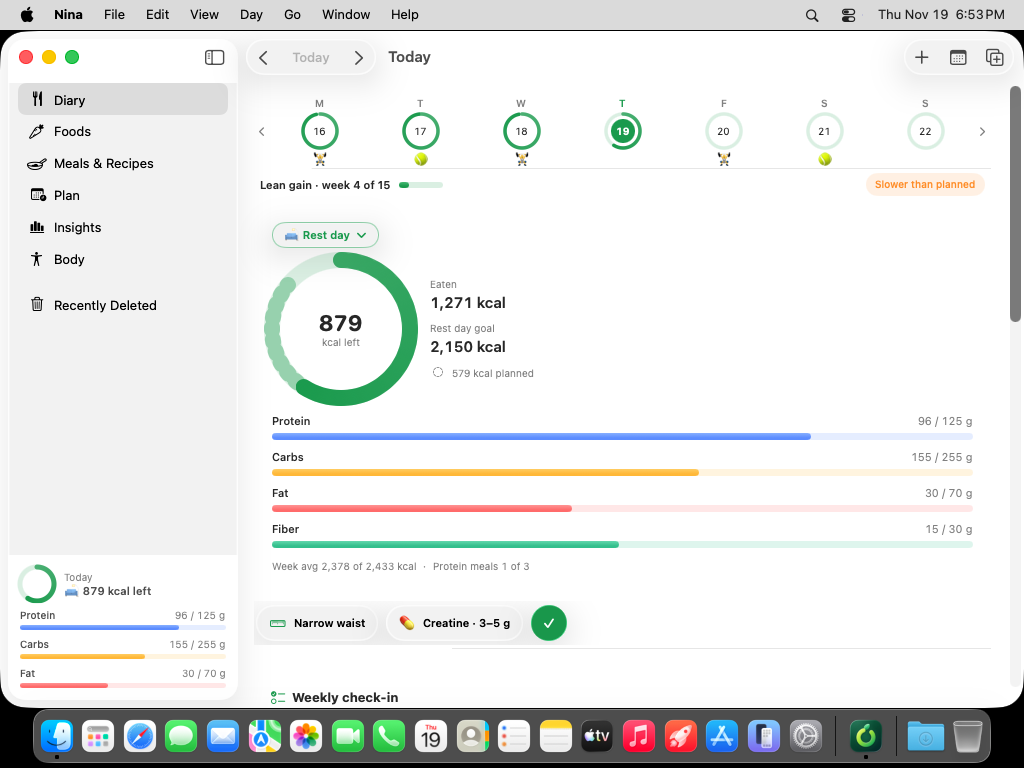 Nina File Edit View Day Go Window Help Thu Nov 19 6:53 PM
Today Today
Diary
Foods
Meals & Recipes
Plan
Insights
Body
Recently Deleted
M T W T F S S
16 17 18 19 20 21 22
Lean gain · week 4 of 15 Slower than planned
Rest day
879
kcal left
Eaten
1,271 kcal
Rest day goal
2,150 kcal
579 kcal planned
Protein 96 / 125 g
Carbs 155 / 255 g
Fat 30 / 70 g
Fiber 15 / 30 g
Week avg 2,378 of 2,433 kcal · Protein meals 1 of 3
Narrow waist Creatine · 3–5 g
Weekly check-in
Today
879 kcal left
Protein 96 / 125 g
Carbs 155 / 255 g
Fat 30 / 70 g
Thu
19
tv